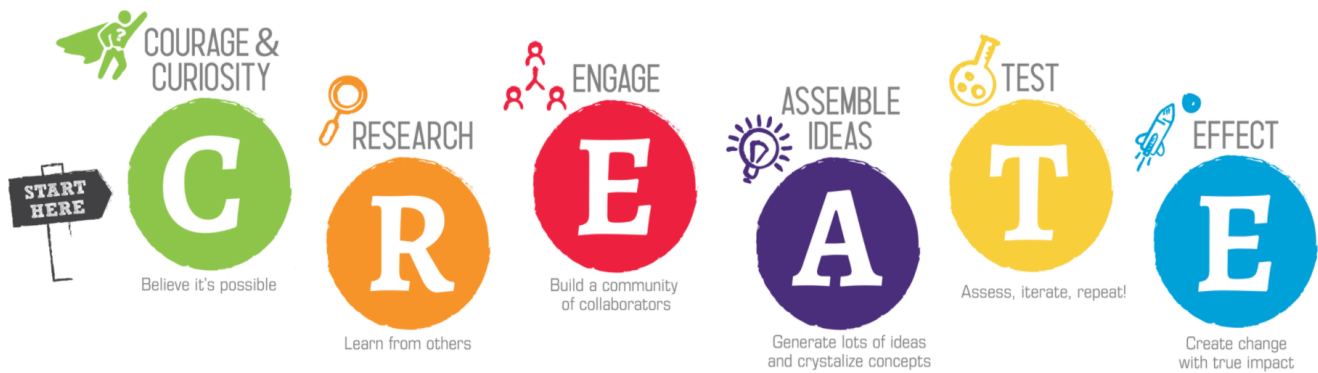 START
HERE
COURAGE &
CURIOSITY
?
C
Believe it's possible
RESEARCH
R
Learn from others
ENGAGE
E
Build a community
of collaborators
ASSEMBLE
IDEAS
A
Generate lots of ideas
and crystalize concepts
TEST
T
Assess, iterate, repeat!
EFFECT
E
Create change
with true impact